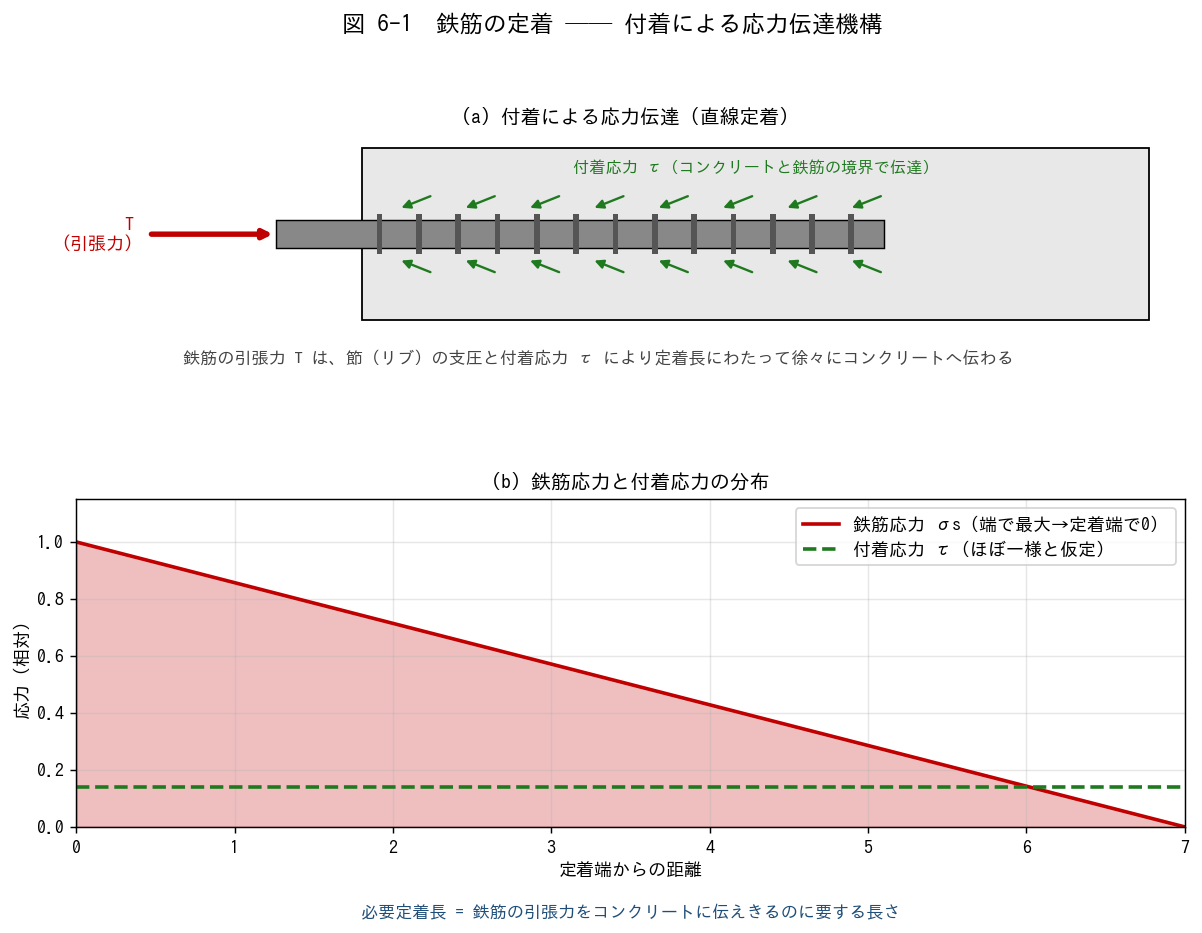 図 6-1　鉄筋の定着 ―― 付着による応力伝達機構
(a) 付着による応力伝達（直線定着）
付着応力 τ（コンクリートと鉄筋の境界で伝達）
T
（引張力）
鉄筋の引張力 T は、節（リブ）の支圧と付着応力 τ により定着長にわたって徐々にコンクリートへ伝わる
(b) 鉄筋応力と付着応力の分布
鉄筋応力 σs（端で最大→定着端で0）
付着応力 τ（ほぼ一様と仮定）
応力（相対）
1.0
0.8
0.6
0.4
0.2
0.0
0 1 2 3 4 5 6 7
定着端からの距離
必要定着長 = 鉄筋の引張力をコンクリートに伝えきるのに要する長さ